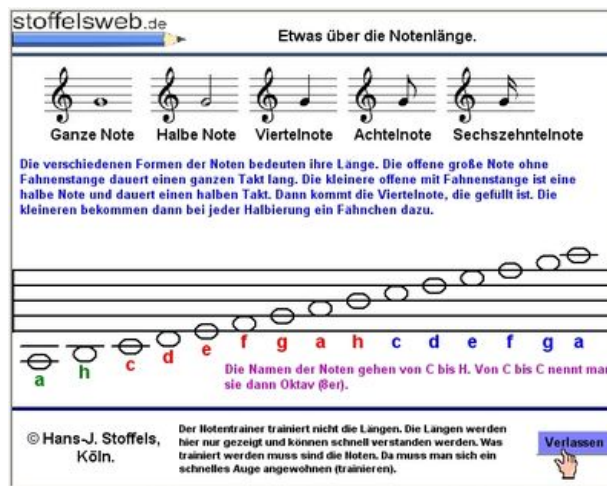 stoffelsweb.de
Etwas über die Notenlänge.
Ganze Note Halbe Note Viertelnote Achtelnote Sechszehntelnote
Die verschiedenen Formen der Noten bedeuten ihre Länge. Die offene große Note ohne
Fahnenstange dauert einen ganzen Takt lang. Die kleinere offene mit Fahnenstange ist eine
halbe Note und dauert einen halben Takt. Dann kommt die Viertelnote, die gefüllt ist. Die
kleineren bekommen dann bei jeder Halbierung ein Fähnchen dazu.
a h c d e f g a h c d e f g a
Die Namen der Noten gehen von C bis H. Von C bis C nennt man
sie dann Oktav (8er).
© Hans-J. Stoffels,
Köln.
Der Notentrainer trainiert nicht die Längen. Die Längen werden
hier nur gezeigt und können schnell verstanden werden. Was
trainiert werden muss sind die Noten. Da muss man sich ein
schnelles Auge angewohnen (trainieren).
Verlassen